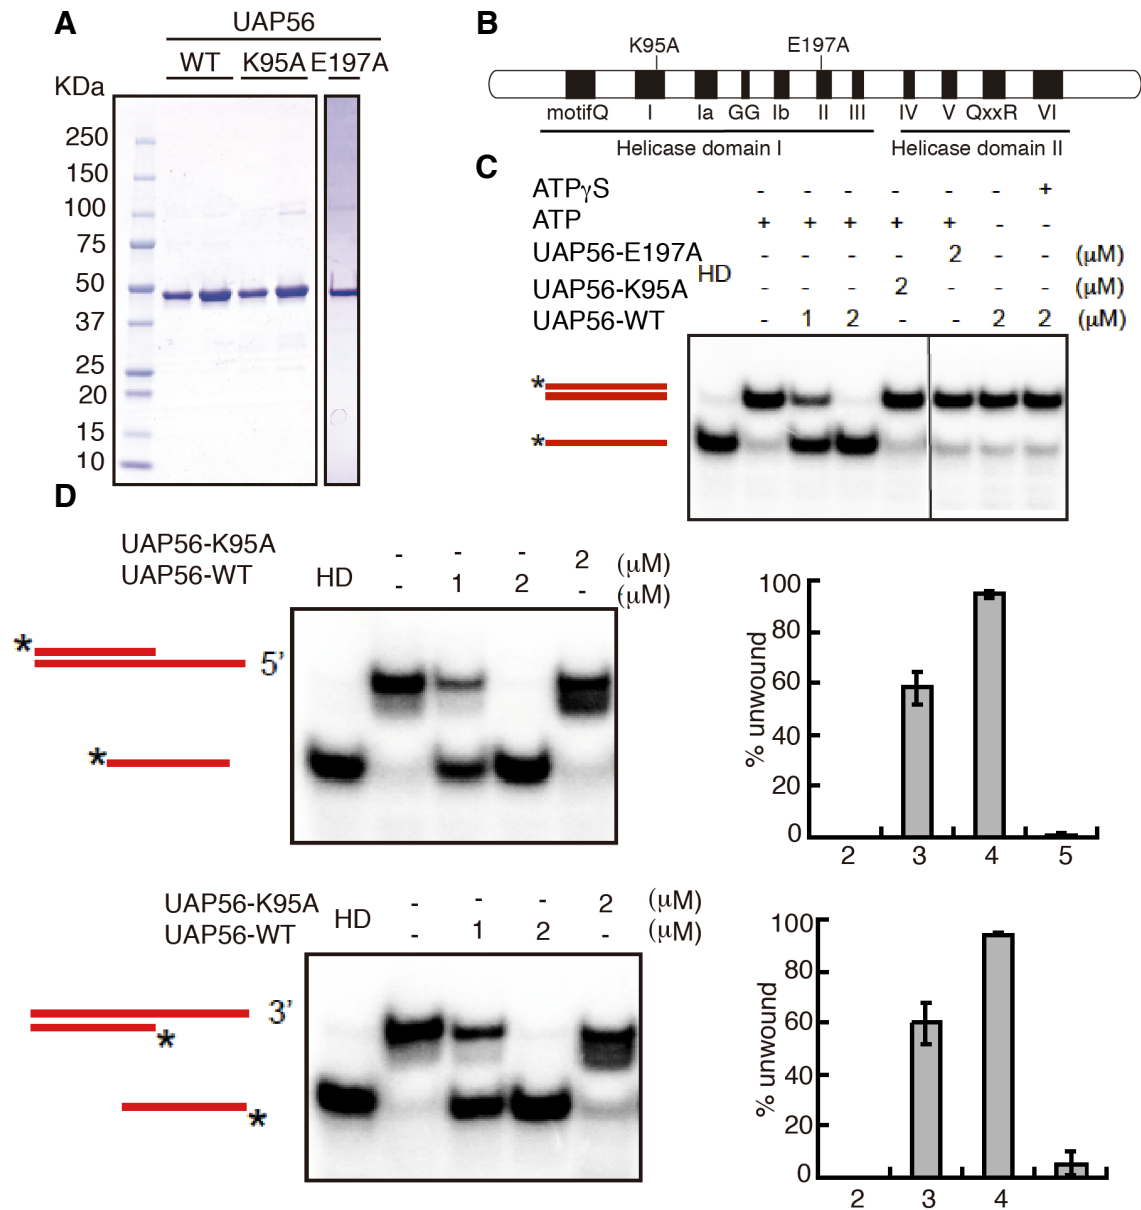 A
UAP56
WT K95A E197A
KDa
250
150
100
75
50
37
25
20
15
10
B
K95A E197A
motifQ I Ia GG Ib II III IV V QxxR VI
Helicase domain I Helicase domain II
C
ATPγS - - - - - - +
ATP + + + + + - -
UAP56-E197A - - - - 2 - - (μM)
HD
UAP56-K95A - - - 2 - - - (μM)
UAP56-WT - 1 2 - - 2 2 (μM)
*
*
D
UAP56-K95A - - - 2 (μM)
UAP56-WT HD - 1 2 - (μM)
* 5’
*
% unwound
100
80
60
40
20
0
2 3 4 5
UAP56-K95A - - - 2 (μM)
UAP56-WT HD - 1 2 - (μM)
3’
*
*
% unwound
100
80
60
40
20
0
2 3 4